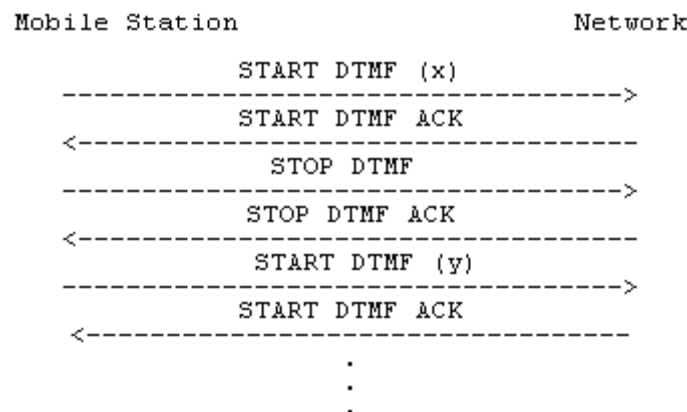 Mobile Station Network
START DTMF (x)
------------------------------------>
START DTMF ACK
<------------------------------------
STOP DTMF
------------------------------------>
STOP DTMF ACK
<------------------------------------
START DTMF (y)
------------------------------------>
START DTMF ACK
<------------------------------------
.
.
.